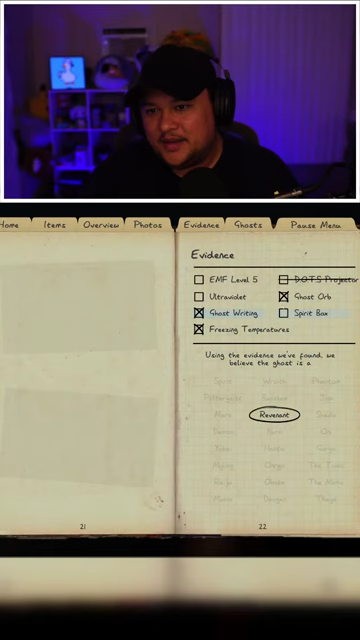 Home Items Overview Photos Evidence Ghosts Pause Menu
Evidence
EMF Level 5 D.O.T.S Projector
Ultraviolet Ghost Orb
Ghost Writing Spirit Box
Freezing Temperatures
Using the evidence we've found, we
believe the ghost is a
Spirit Wraith Phantom
Poltergeist Banshee Jinn
Mare Revenant Shade
Demon Yurei Oni
Yokai Hantu Goryo
Myling Onryo The Twins
Raiju Obake The Mimic
Moroi Deogen Thaye
21 22